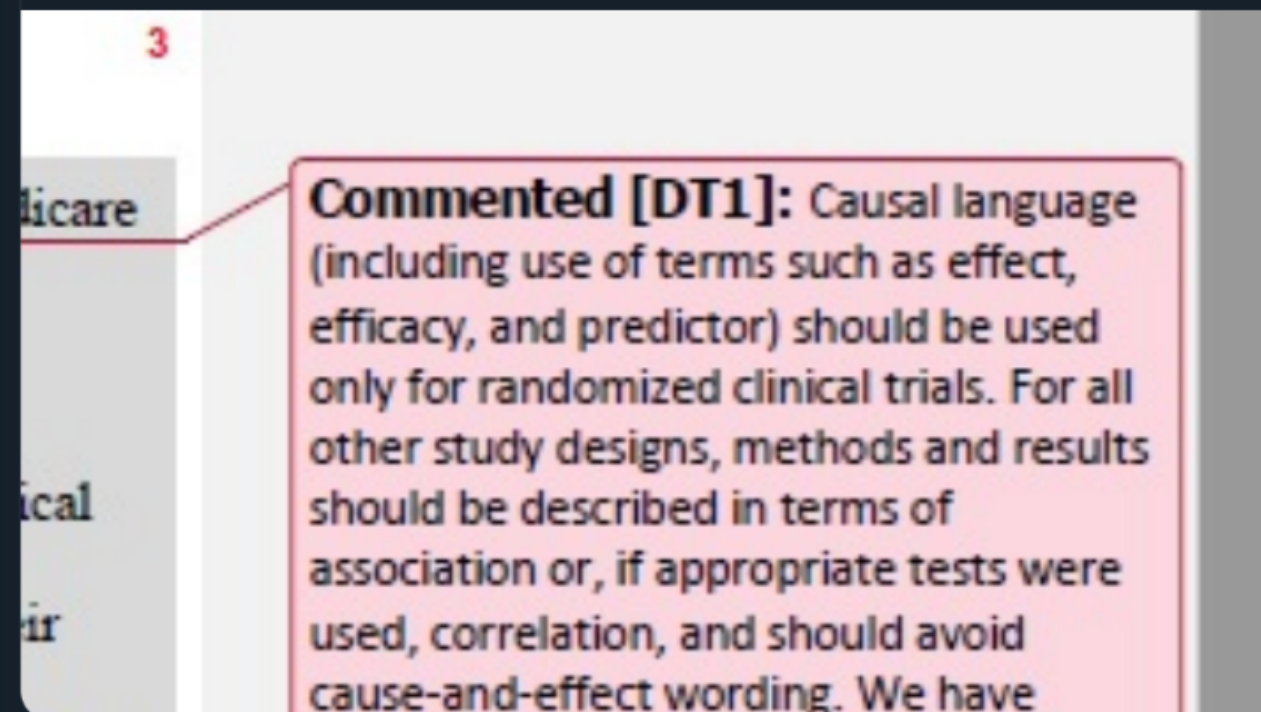 3
dicare
ical
eir
Commented [DT1]: Causal language
(including use of terms such as effect,
efficacy, and predictor) should be used
only for randomized clinical trials. For all
other study designs, methods and results
should be described in terms of
association or, if appropriate tests were
used, correlation, and should avoid
cause-and-effect wording. We have